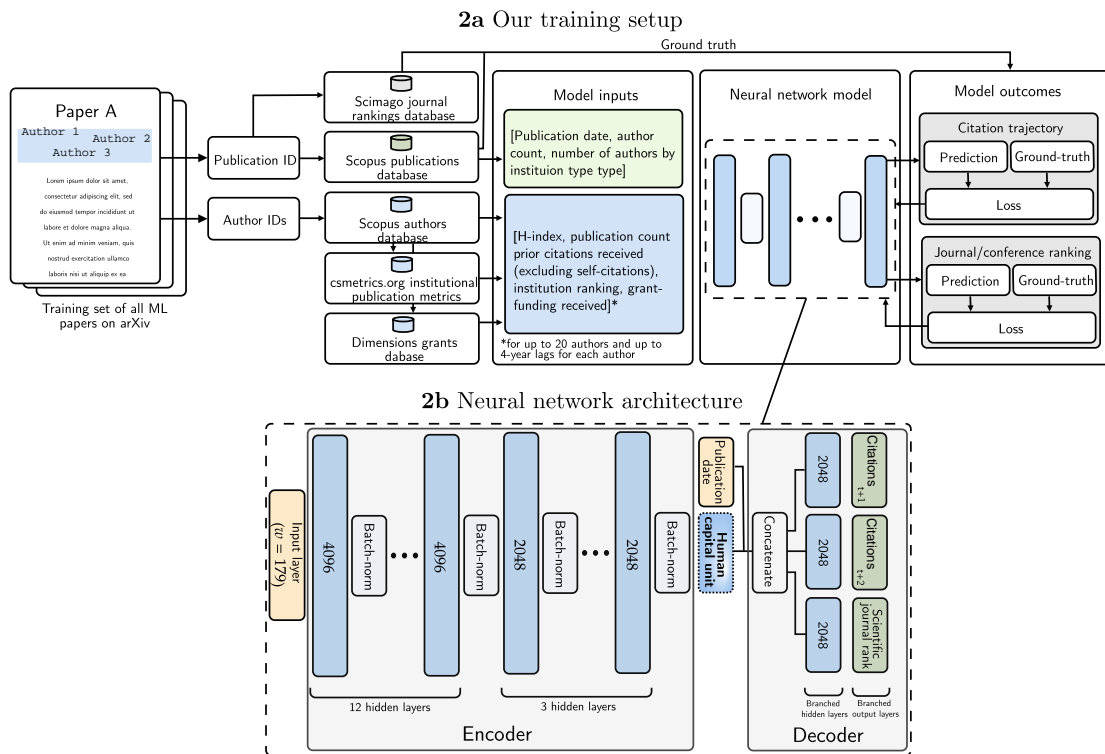 2a Our training setup
Ground truth
Paper A
Author 1
Author 2
Author 3
Lorem ipsum dolor sit amet,
consectetur adipiscing elit, sed
do eiusmod tempor incididunt ut
labore et dolore magna aliqua.
Ut enim ad minim veniam, quis
nostrud exercitation ullamco
laboris nisi ut aliquip ex ea
Training set of all ML
papers on arXiv
Publication ID
Author IDs
Scimago journal
rankings database
Scopus publications
database
Scopus authors
database
csmetrics.org institutional
publication metrics
Dimensions grants
dabase
Model inputs
[Publication date, author
count, number of authors by
instituiion type type]
[H-index, publication count
prior citations received
(excluding self-citations),
institution ranking, grant-
funding received]*
*for up to 20 authors and up to
4-year lags for each author
Neural network model
Model outcomes
Citation trajectory
Prediction
Ground-truth
Loss
Journal/conference ranking
Prediction
Ground-truth
Loss
2b Neural network architecture
Input layer
(w = 179)
4096
Batch-norm
4096
Batch-norm
2048
Batch-norm
2048
Batch-norm
12 hidden layers
3 hidden layers
Encoder
Publication
date
Human
capital unit
Concatenate
2048
2048
2048
Citations
t+1
Citations
t+2
Scientific
journal rank
Branched
hidden layers
Branched
output layers
Decoder